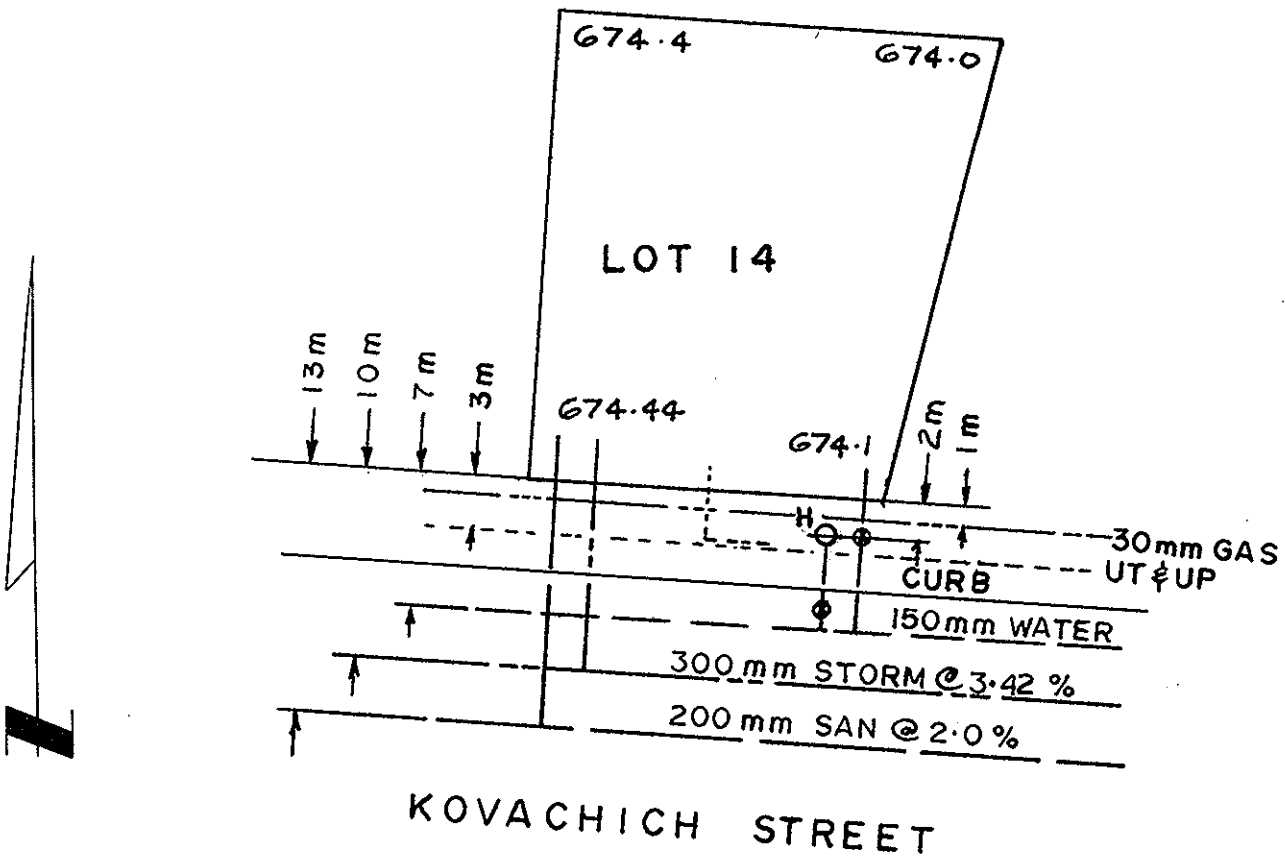 674.4
674.0
LOT 14
13m
10m
7m
3m
674.44
674.1
2m
1m
H
30mm GAS
UT & UP
CURB
150mm WATER
300mm STORM @ 3.42 %
200mm SAN @ 2.0 %
KOVACHICH STREET